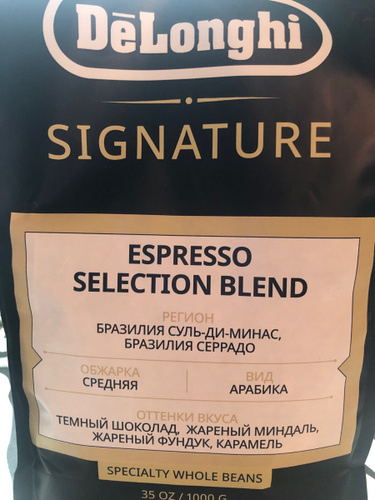 DēLonghi
SIGNATURE
ESPRESSO
SELECTION BLEND
РЕГИОН
БРАЗИЛИЯ СУЛЬ-ДИ-МИНАС,
БРАЗИЛИЯ СЕРРАДО
ОБЖАРКА ВИД
СРЕДНЯЯ АРАБИКА
ОТТЕНКИ ВКУСА
ТЕМНЫЙ ШОКОЛАД, ЖАРЕНЫЙ МИНДАЛЬ,
ЖАРЕНЫЙ ФУНДУК, КАРАМЕЛЬ
SPECIALTY WHOLE BEANS
35 OZ / 1000 G